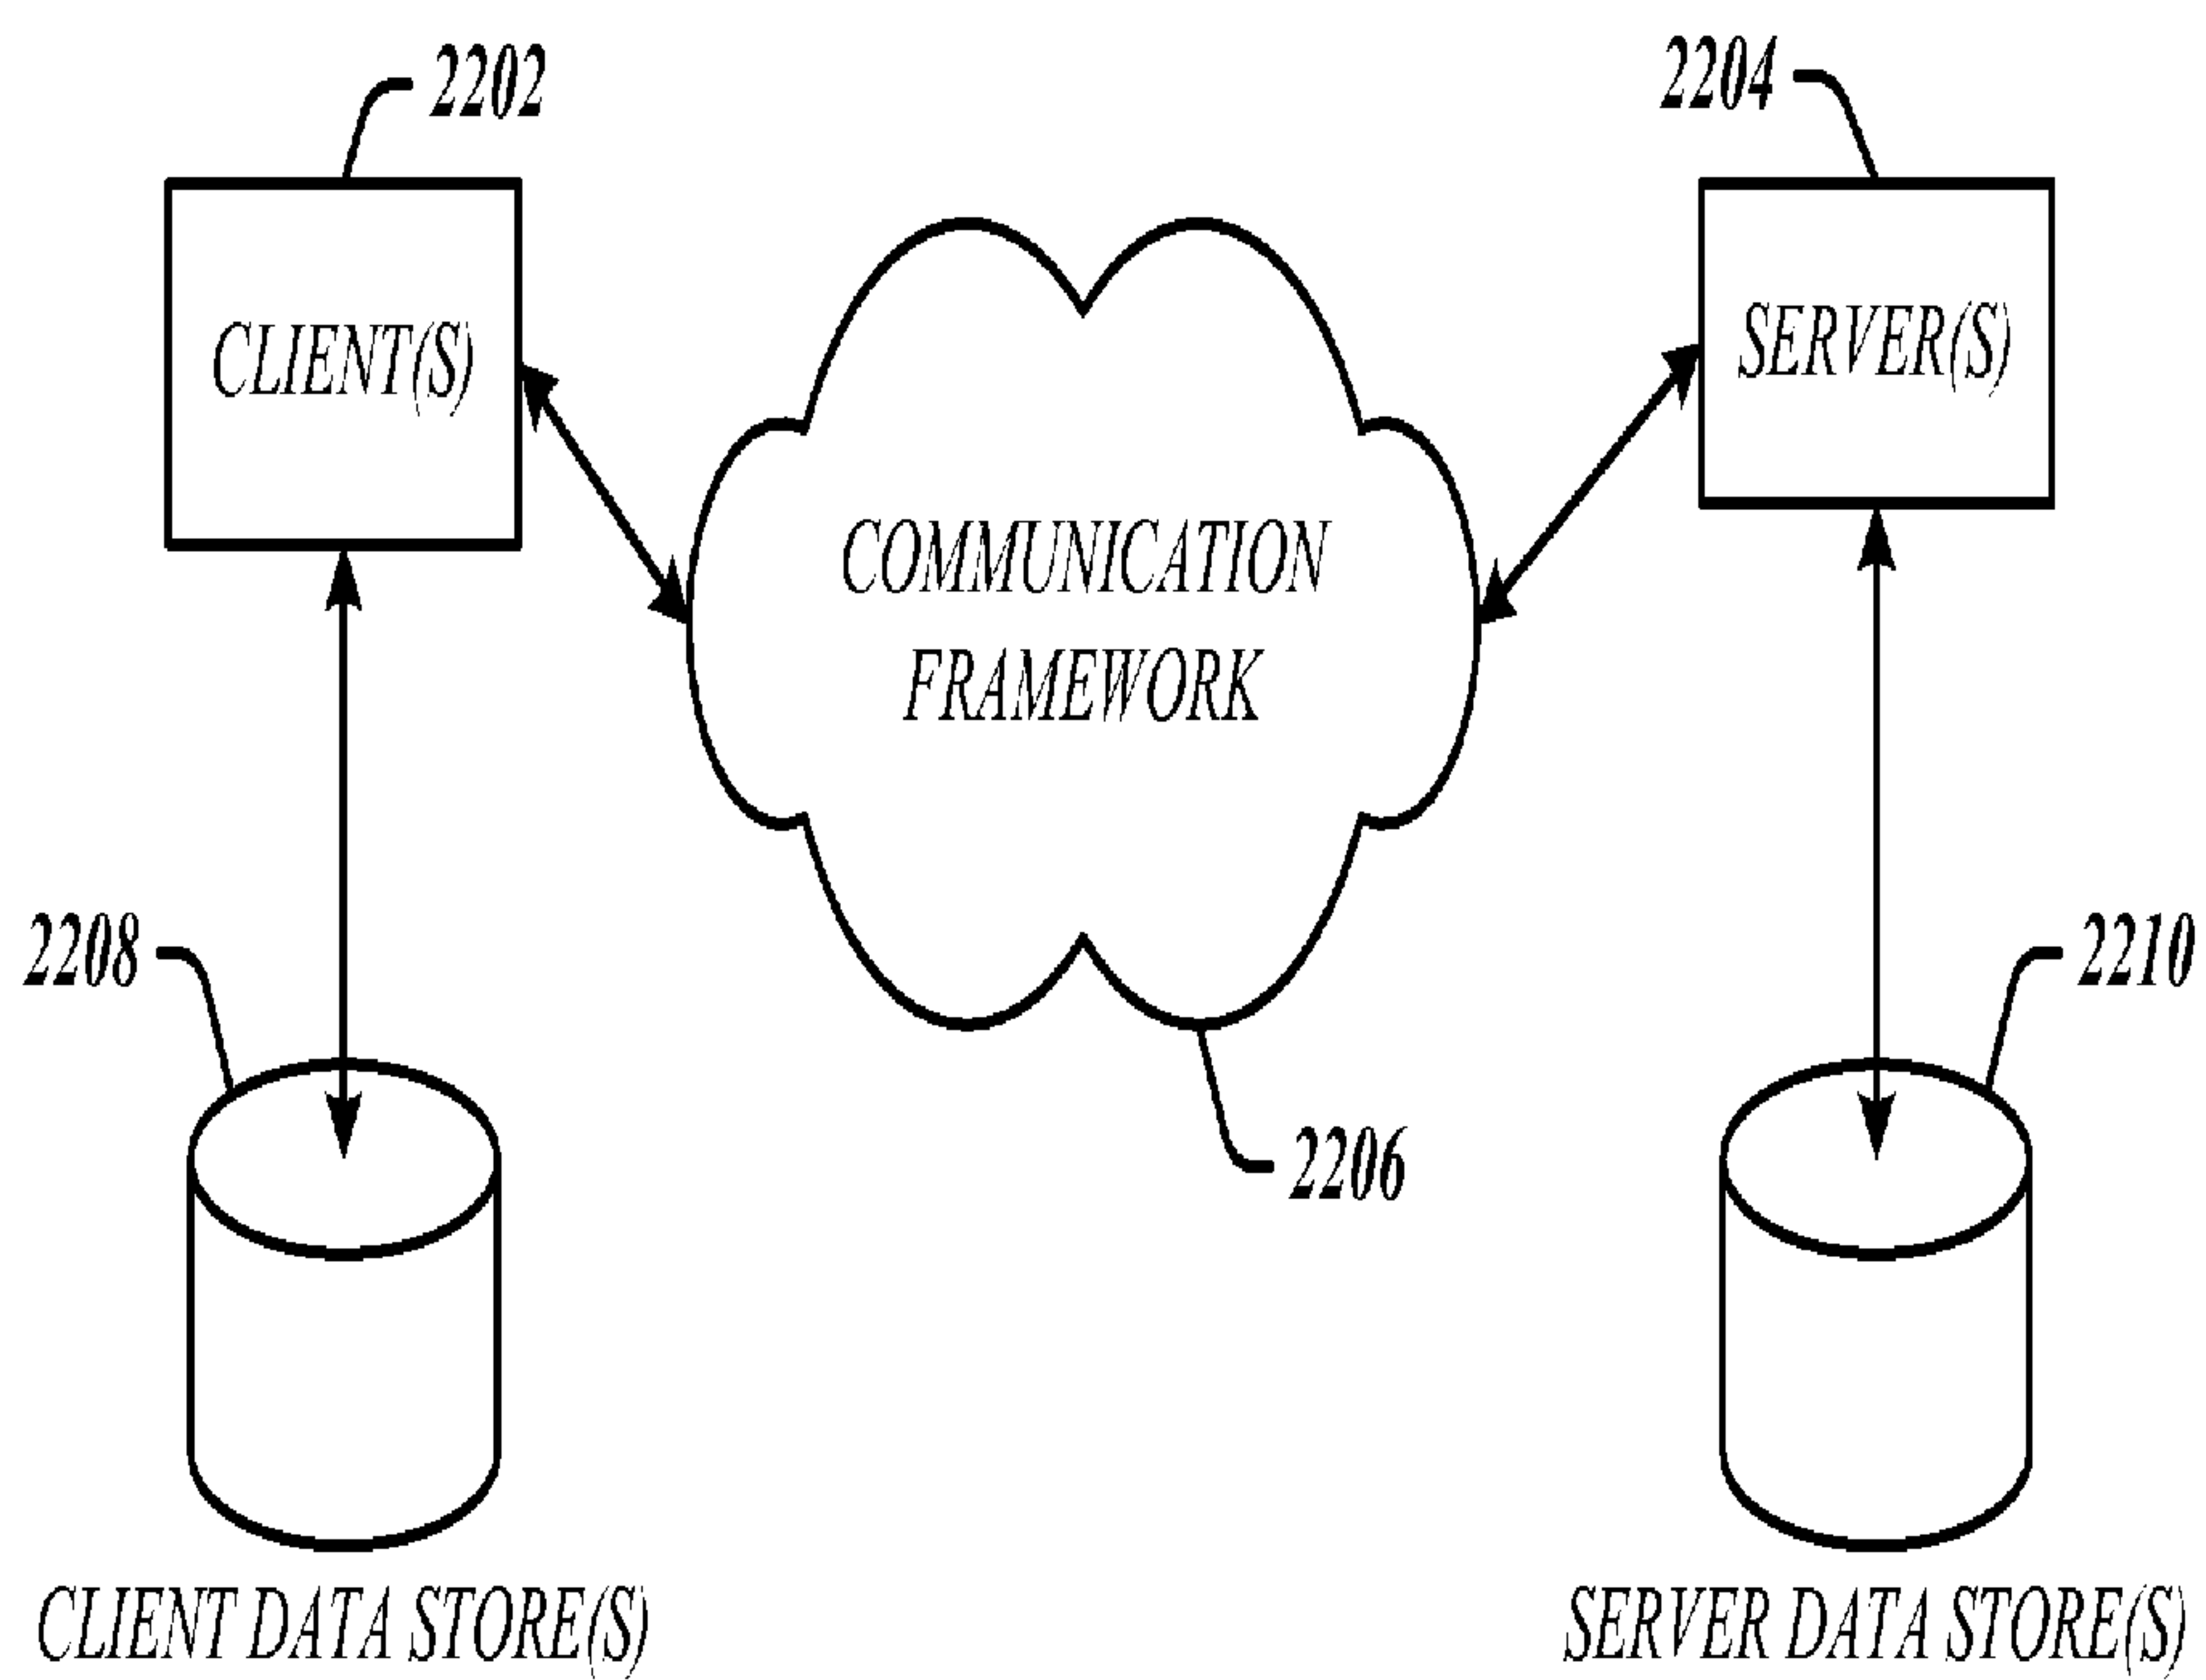 2202
2204
CLIENT(S)
SERVER(S)
COMMUNICATION
FRAMEWORK
2208
2210
2206
CLIENT DATA STORE(S)
SERVER DATA STORE(S)